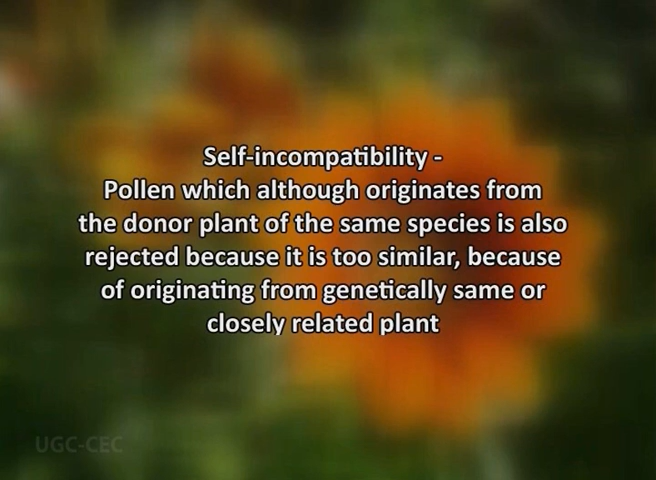 Self-incompatibility -
Pollen which although originates from
the donor plant of the same species is also
rejected because it is too similar, because
of originating from genetically same or
closely related plant
UGC-CEC